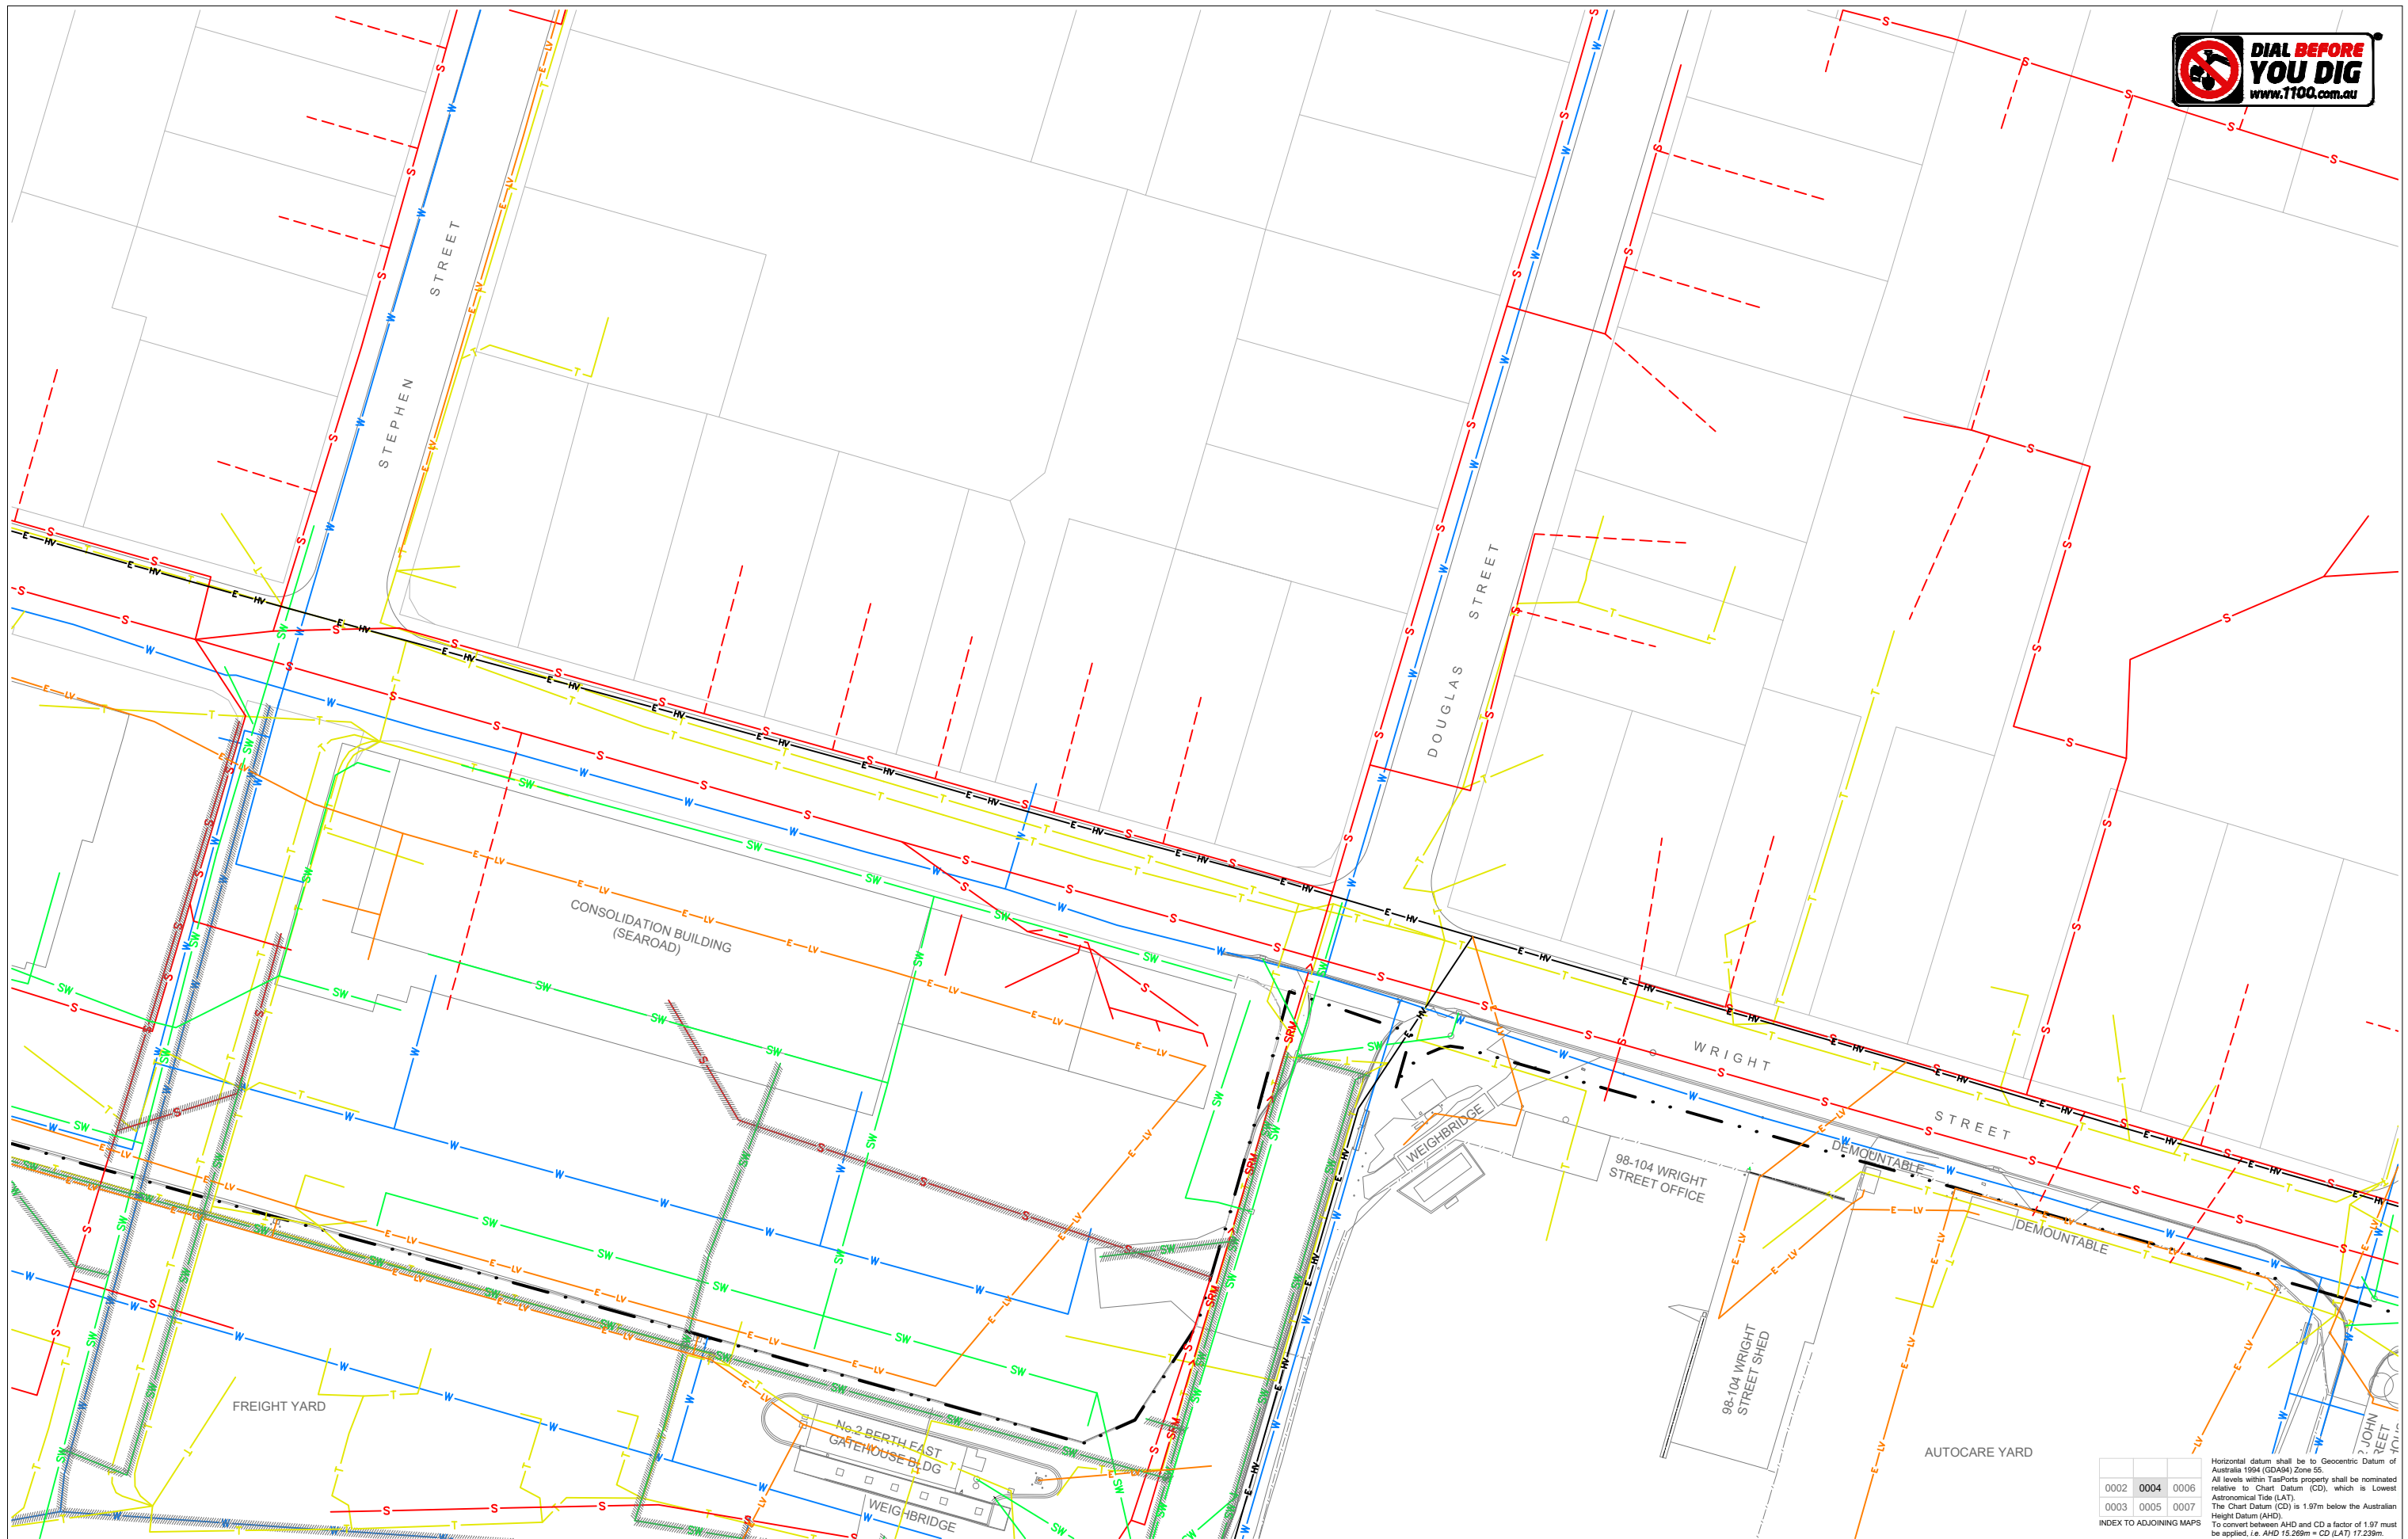 DIAL BEFORE
YOU DIG
www.1100.com.au
STEPHEN STREET
DOUGLAS STREET
CONSOLIDATION BUILDING
(SEAROAD)
WRIGHT STREET
WEIGHBRIDGE
98-104 WRIGHT
STREET OFFICE
DEMOUNTABLE
DEMOUNTABLE
98-104 WRIGHT
STREET SHED
FREIGHT YARD
No.2 BERTH EAST
GATEHOUSE BLDG
WEIGHBRIDGE
AUTOCARE YARD
0002 0004 0006
0003 0005 0007
INDEX TO ADJOINING MAPS
Horizontal datum shall be to Geocentric Datum of
Australia 1994 (GDA94) Zone 55.
All levels within TasPorts property shall be nominated
relative to Chart Datum (CD), which is Lowest
Astronomical Tide (LAT).
The Chart Datum (CD) is 1.97m below the Australian
Height Datum (AHD).
To convert between AHD and CD a factor of 1.97 must
be applied, i.e. AHD 15.269m = CD (LAT) 17.239m.